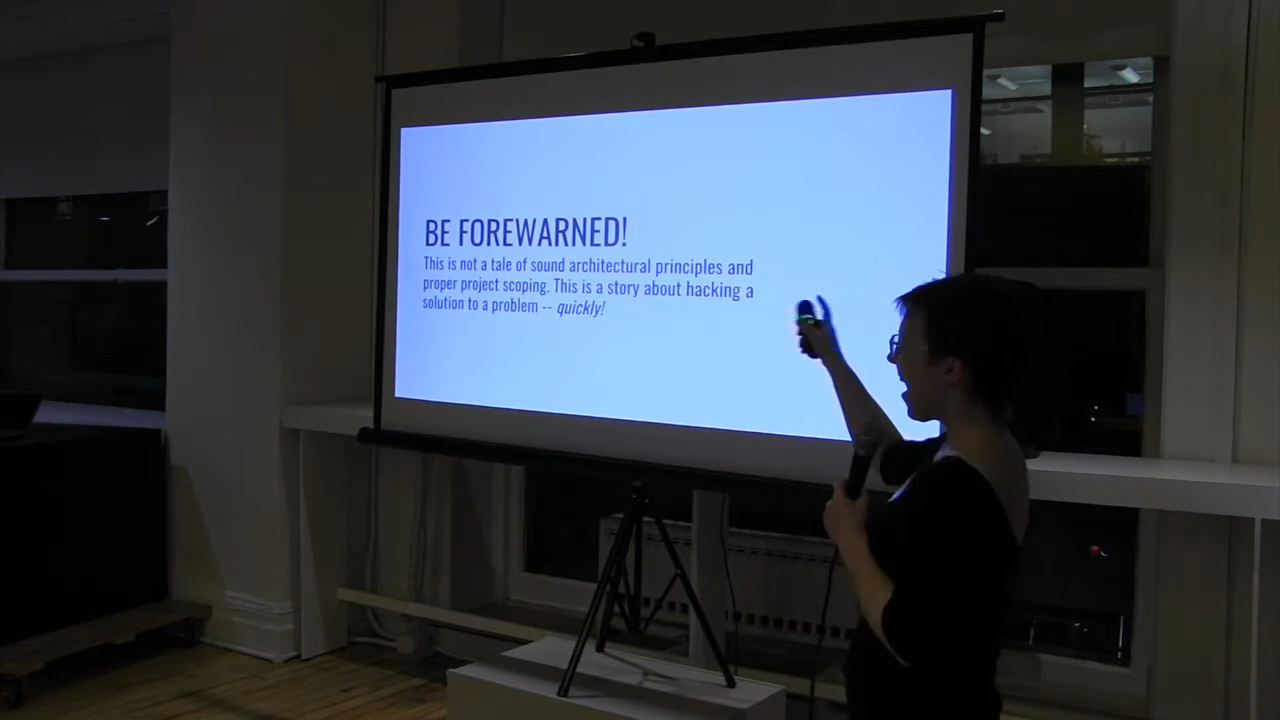 BE FOREWARNED!
This is not a tale of sound architectural principles and
proper project scoping. This is a story about hacking a
solution to a problem -- quickly!